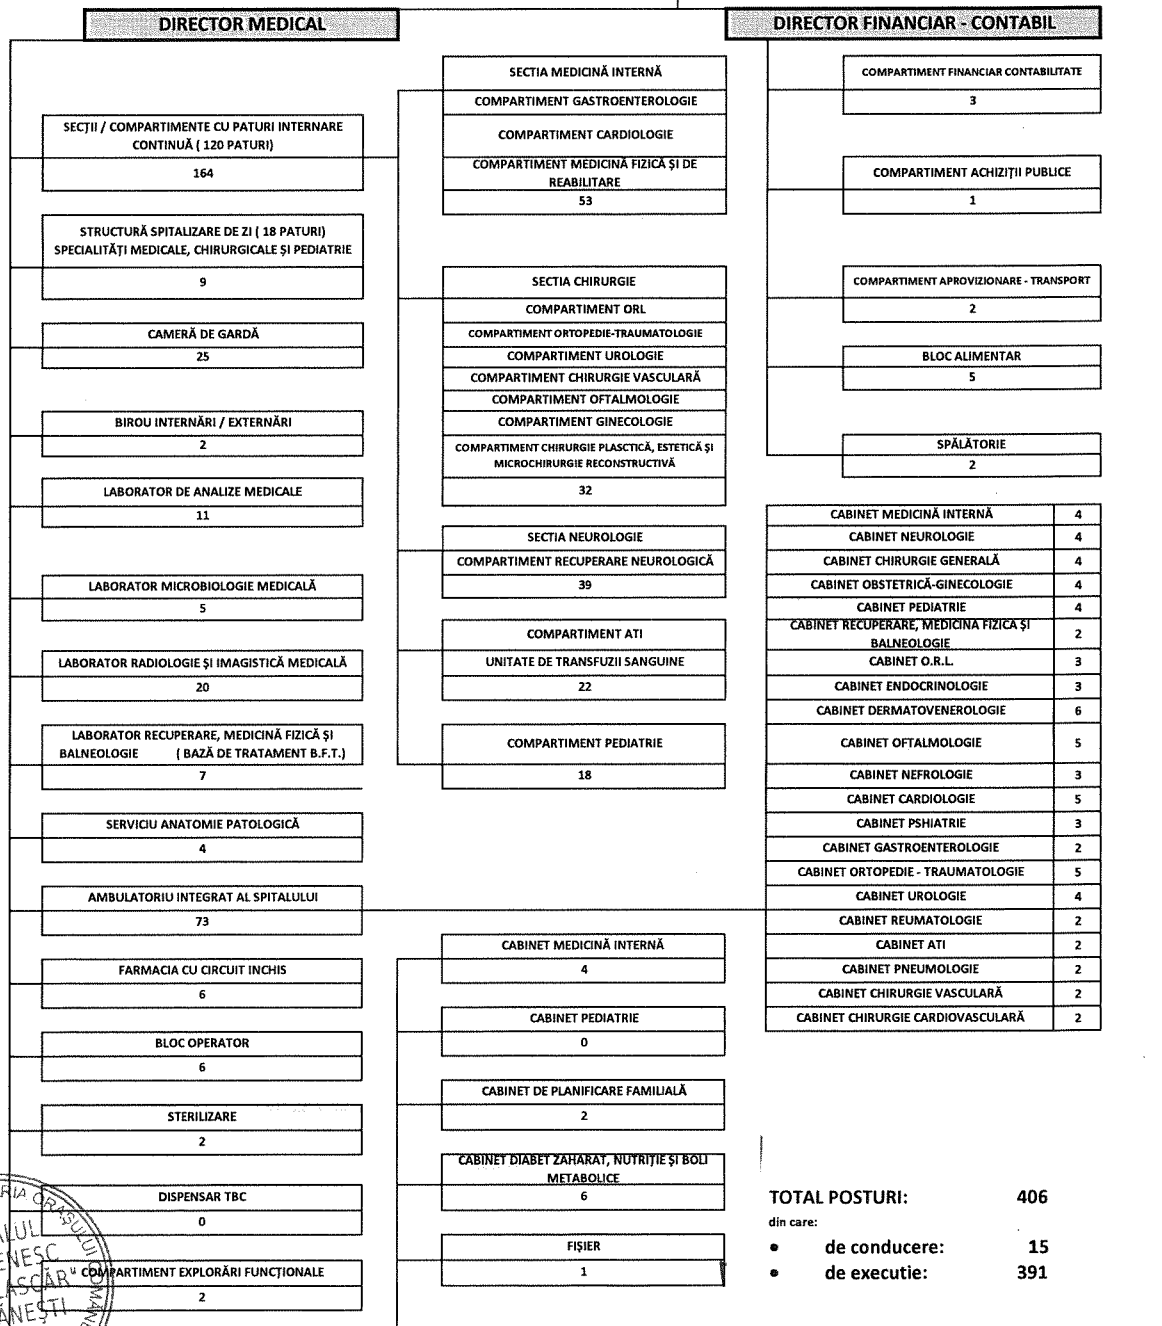 DIRECTOR MEDICAL
DIRECTOR FINANCIAR - CONTABIL
SECȚII / COMPARTIMENTE CU PATURI INTERNARE
CONTINUĂ ( 120 PATURI)
164
STRUCTURĂ SPITALIZARE DE ZI ( 18 PATURI)
SPECIALITĂȚI MEDICALE, CHIRURGICALE ȘI PEDIATRIE
9
CAMERĂ DE GARDĂ
25
BIROU INTERNĂRI / EXTERNĂRI
2
LABORATOR DE ANALIZE MEDICALE
11
LABORATOR MICROBIOLOGIE MEDICALĂ
5
LABORATOR RADIOLOGIE ȘI IMAGISTICĂ MEDICALĂ
20
LABORATOR RECUPERARE, MEDICINĂ FIZICĂ ȘI
BALNEOLOGIE ( BAZĂ DE TRATAMENT B.F.T.)
7
SERVICIU ANATOMIE PATOLOGICĂ
4
AMBULATORIU INTEGRAT AL SPITALULUI
73
FARMACIA CU CIRCUIT INCHIS
6
BLOC OPERATOR
6
STERILIZARE
2
DISPENSAR TBC
0
COMPARTIMENT EXPLORĂRI FUNCȚIONALE
2
SECTIA MEDICINĂ INTERNĂ
COMPARTIMENT GASTROENTEROLOGIE
COMPARTIMENT CARDIOLOGIE
COMPARTIMENT MEDICINĂ FIZICĂ ȘI DE
REABILITARE
53
SECTIA CHIRURGIE
COMPARTIMENT ORL
COMPARTIMENT ORTOPEDIE-TRAUMATOLOGIE
COMPARTIMENT UROLOGIE
COMPARTIMENT CHIRURGIE VASCULARĂ
COMPARTIMENT OFTALMOLOGIE
COMPARTIMENT GINECOLOGIE
COMPARTIMENT CHIRURGIE PLASCTICĂ, ESTETICĂ ȘI
MICROCHIRURGIE RECONSTRUCTIVĂ
32
SECTIA NEUROLOGIE
COMPARTIMENT RECUPERARE NEUROLOGICĂ
39
COMPARTIMENT ATI
UNITATE DE TRANSFUZII SANGUINE
22
COMPARTIMENT PEDIATRIE
18
CABINET MEDICINĂ INTERNĂ
4
CABINET PEDIATRIE
0
CABINET DE PLANIFICARE FAMILIALĂ
2
CABINET DIABET ZAHARAT, NUTRIȚIE ȘI BOLI
METABOLICE
6
FIȘIER
1
COMPARTIMENT FINANCIAR CONTABILITATE
3
COMPARTIMENT ACHIZIȚII PUBLICE
1
COMPARTIMENT APROVIZIONARE - TRANSPORT
2
BLOC ALIMENTAR
5
SPĂLĂTORIE
2
CABINET MEDICINĂ INTERNĂ 4
CABINET NEUROLOGIE 4
CABINET CHIRURGIE GENERALĂ 4
CABINET OBSTETRICĂ-GINECOLOGIE 4
CABINET PEDIATRIE 4
CABINET RECUPERARE, MEDICINA FIZICA ȘI
BALNEOLOGIE 2
CABINET O.R.L. 3
CABINET ENDOCRINOLOGIE 3
CABINET DERMATOVENEROLOGIE 6
CABINET OFTALMOLOGIE 5
CABINET NEFROLOGIE 3
CABINET CARDIOLOGIE 5
CABINET PSHIATRIE 3
CABINET GASTROENTEROLOGIE 2
CABINET ORTOPEDIE - TRAUMATOLOGIE 5
CABINET UROLOGIE 4
CABINET REUMATOLOGIE 2
CABINET ATI 2
CABINET PNEUMOLOGIE 2
CABINET CHIRURGIE VASCULARĂ 2
CABINET CHIRURGIE CARDIOVASCULARĂ 2
TOTAL POSTURI: 406
din care:
• de conducere: 15
• de executie: 391